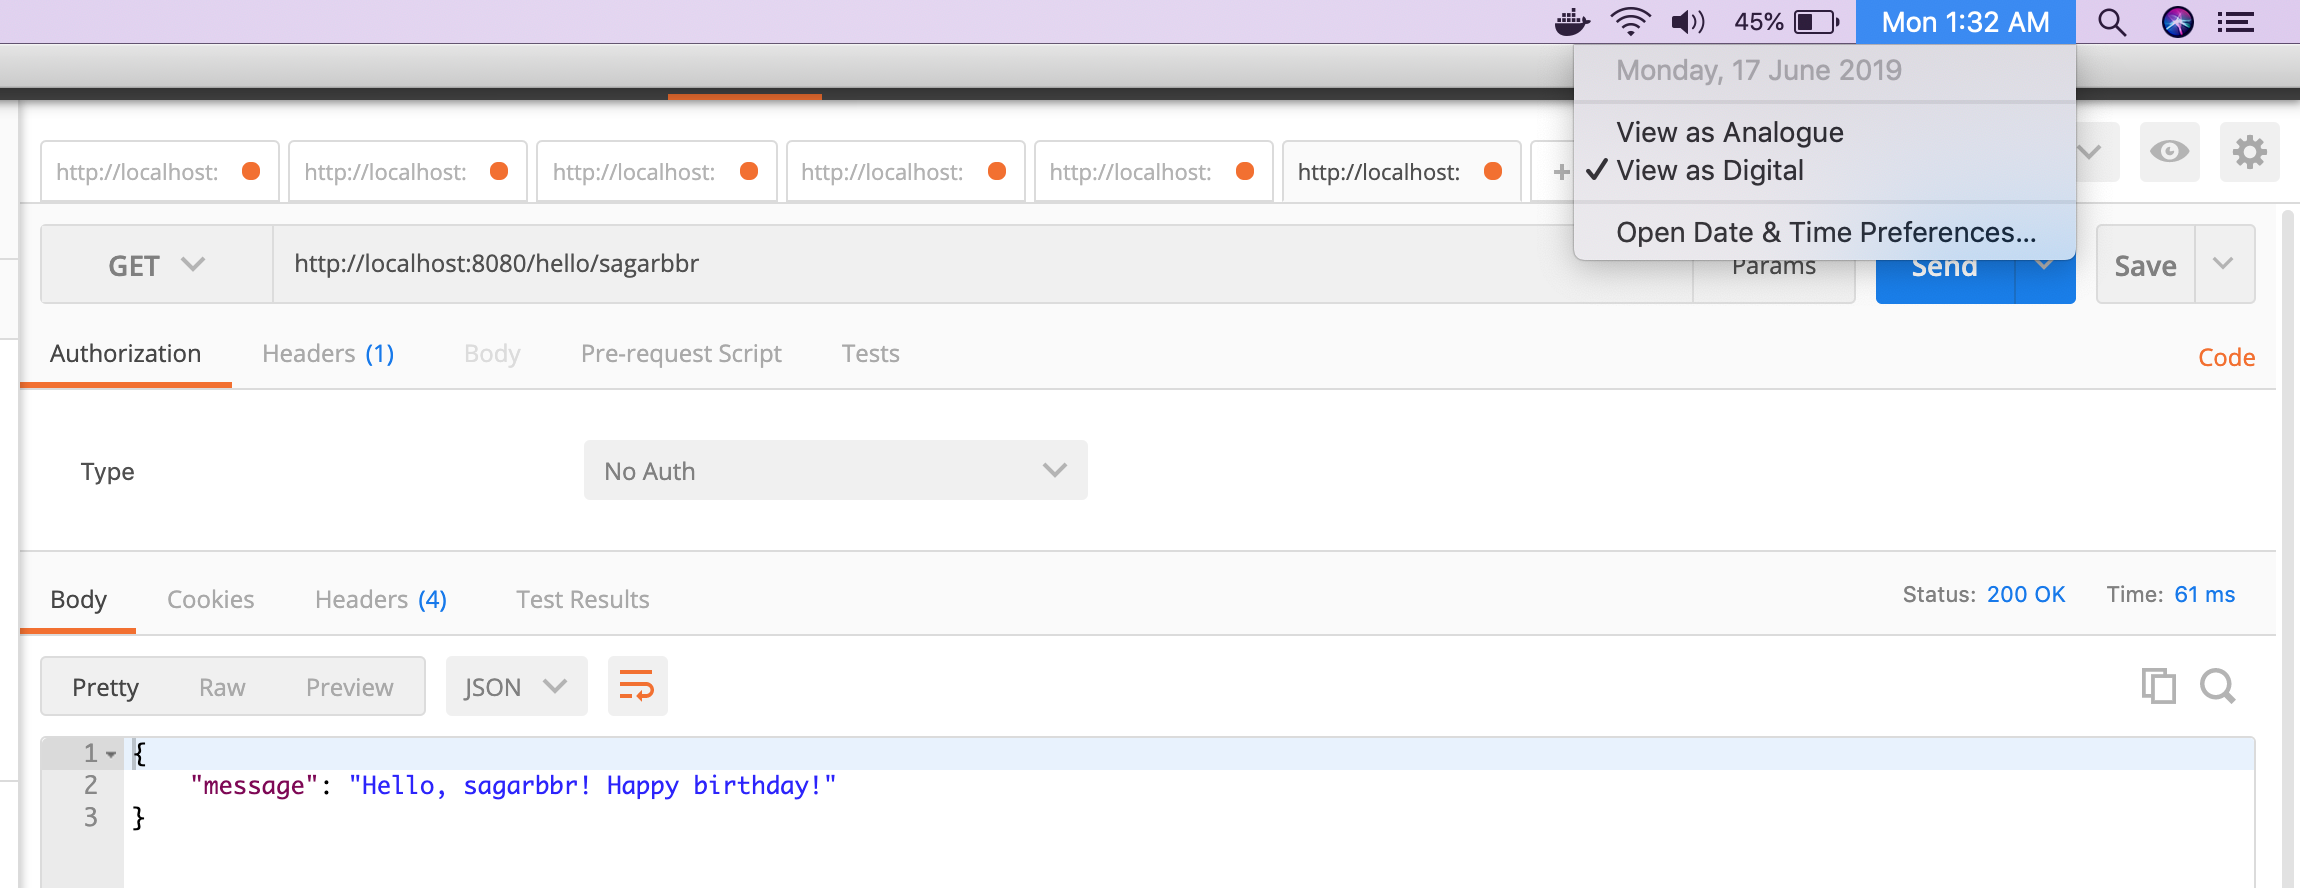 45% Mon 1:32 AM
Monday, 17 June 2019
View as Analogue
✓ View as Digital
Open Date & Time Preferences...
http://localhost: http://localhost: http://localhost: http://localhost: http://localhost: http://localhost: +
GET http://localhost:8080/hello/sagarbbr Params Send Save
Authorization Headers (1) Body Pre-request Script Tests Code
Type No Auth
Body Cookies Headers (4) Test Results Status: 200 OK Time: 61 ms
Pretty Raw Preview JSON
1 {
2 "message": "Hello, sagarbbr! Happy birthday!"
3 }